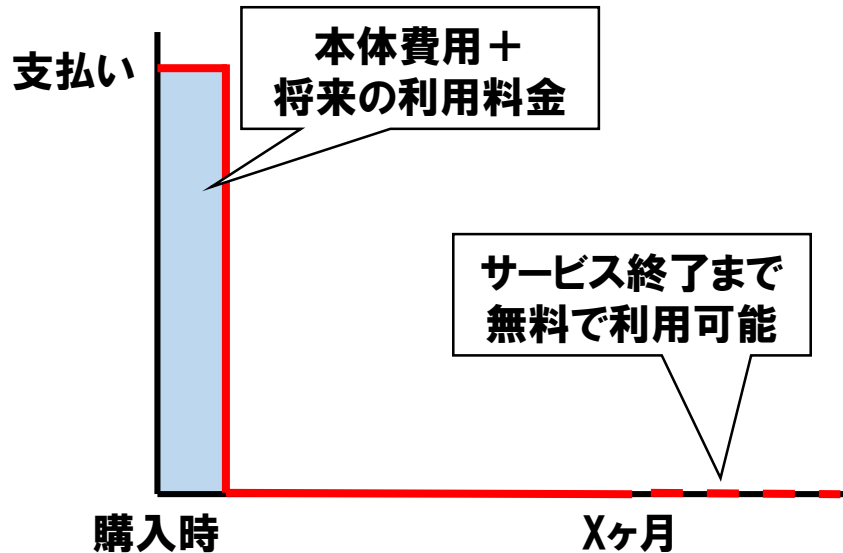 支払い
本体費用＋
将来の利用料金
サービス終了まで
無料で利用可能
購入時
Xヶ月